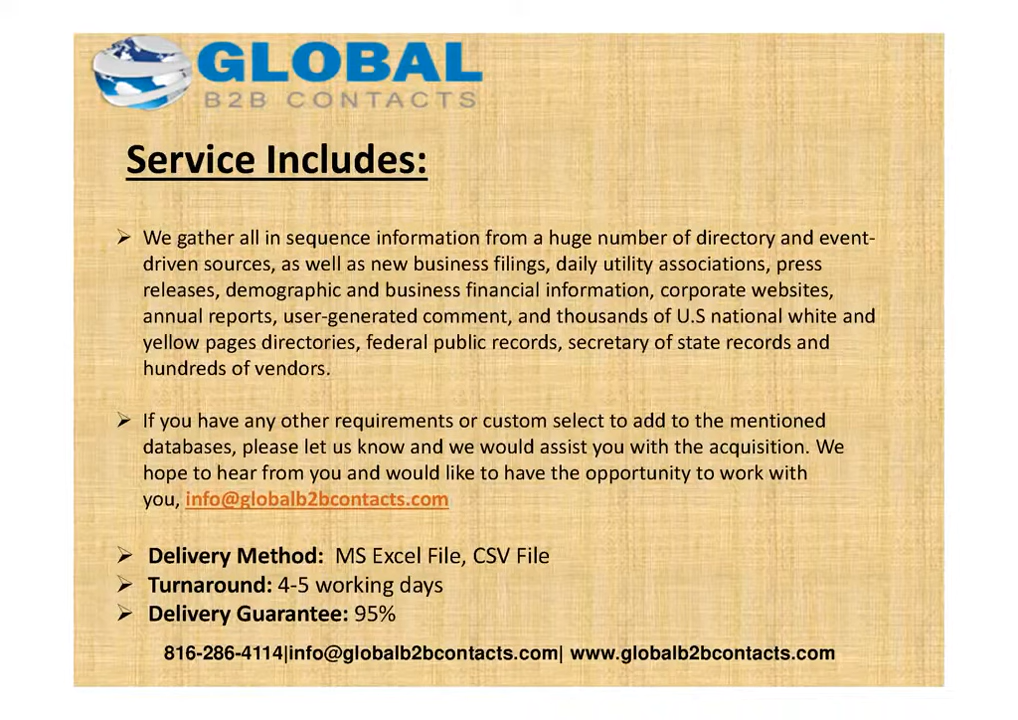 GLOBAL
B2B CONTACTS
Service Includes:
➢ We gather all in sequence information from a huge number of directory and event-
driven sources, as well as new business filings, daily utility associations, press
releases, demographic and business financial information, corporate websites,
annual reports, user-generated comment, and thousands of U.S national white and
yellow pages directories, federal public records, secretary of state records and
hundreds of vendors.
➢ If you have any other requirements or custom select to add to the mentioned
databases, please let us know and we would assist you with the acquisition. We
hope to hear from you and would like to have the opportunity to work with
you, info@globalb2bcontacts.com
➢ Delivery Method: MS Excel File, CSV File
➢ Turnaround: 4-5 working days
➢ Delivery Guarantee: 95%
816-286-4114|info@globalb2bcontacts.com| www.globalb2bcontacts.com